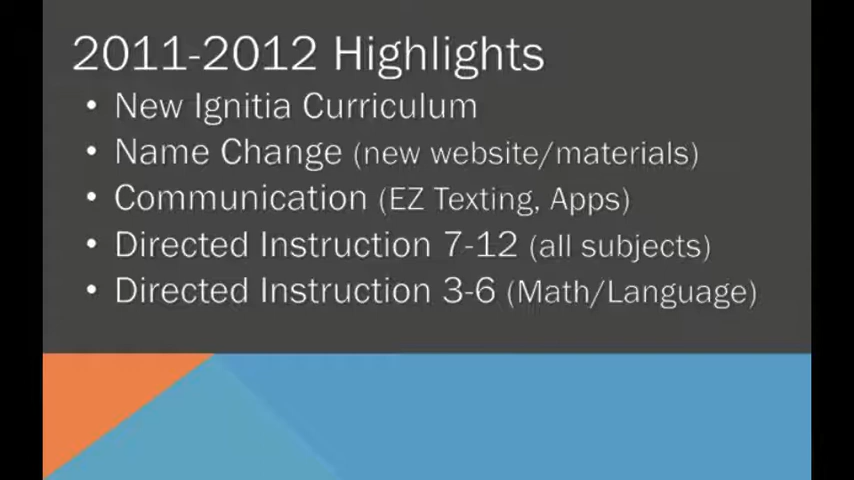 2011-2012 Highlights
• New Ignitia Curriculum
• Name Change (new website/materials)
• Communication (EZ Texting, Apps)
• Directed Instruction 7-12 (all subjects)
• Directed Instruction 3-6 (Math/Language)